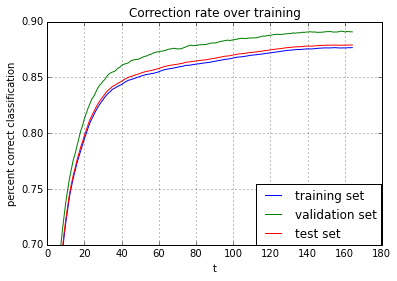 Correction rate over training
percent correct classification
0.90
0.85
0.80
0.75
0.70
0 20 40 60 80 100 120 140 160 180
t
training set
validation set
test set